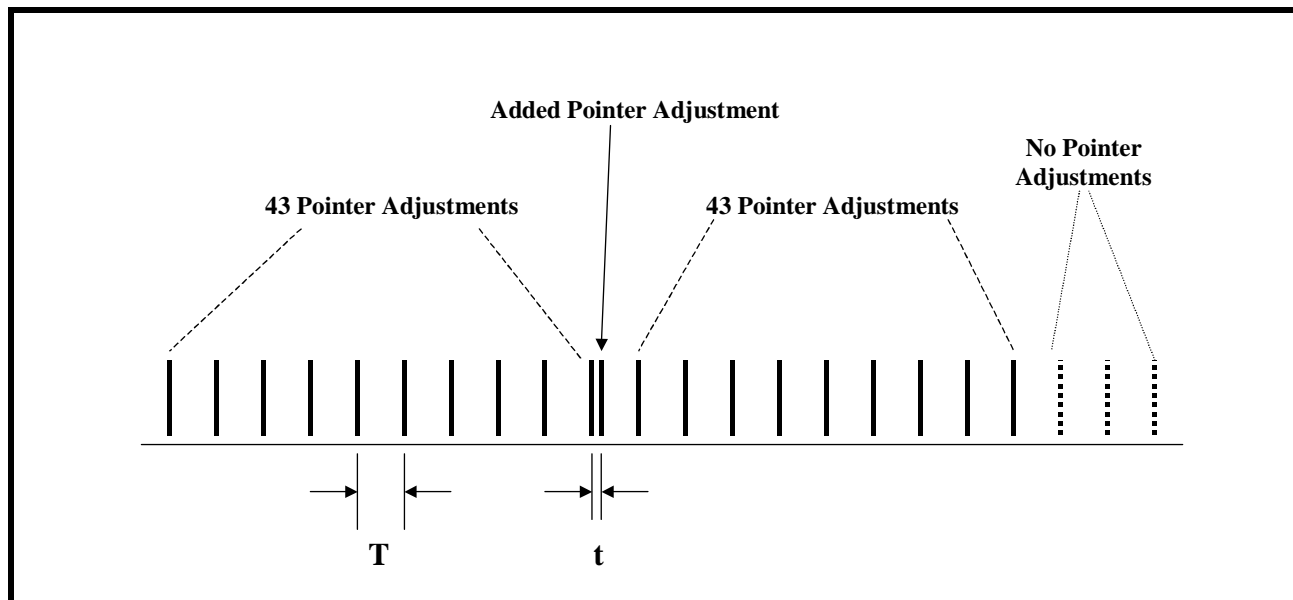 Added Pointer Adjustment
No Pointer
Adjustments
43 Pointer Adjustments
43 Pointer Adjustments
T
t